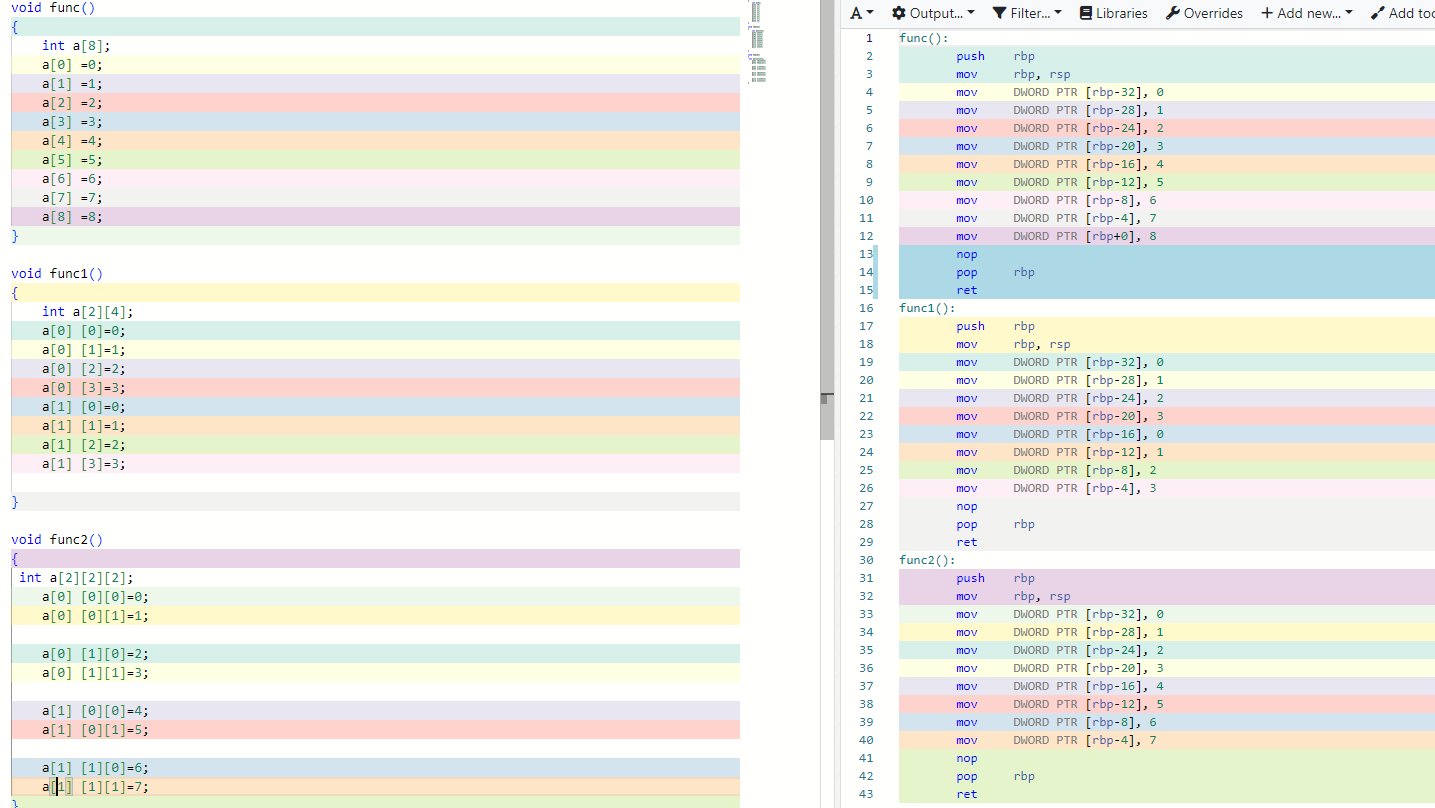 void func()
{
    int a[8];
    a[0] =0;
    a[1] =1;
    a[2] =2;
    a[3] =3;
    a[4] =4;
    a[5] =5;
    a[6] =6;
    a[7] =7;
    a[8] =8;
}
void func1()
{
    int a[2][4];
    a[0] [0]=0;
    a[0] [1]=1;
    a[0] [2]=2;
    a[0] [3]=3;
    a[1] [0]=0;
    a[1] [1]=1;
    a[1] [2]=2;
    a[1] [3]=3;
}
void func2()
{
 int a[2][2][2];
    a[0] [0][0]=0;
    a[0] [0][1]=1;
    a[0] [1][0]=2;
    a[0] [1][1]=3;
    a[1] [0][0]=4;
    a[1] [0][1]=5;
    a[1] [1][0]=6;
    a[1] [1][1]=7;
}
A Output... Filter... Libraries Overrides + Add new... Add too
1 func():
2 push rbp
3 mov rbp, rsp
4 mov DWORD PTR [rbp-32], 0
5 mov DWORD PTR [rbp-28], 1
6 mov DWORD PTR [rbp-24], 2
7 mov DWORD PTR [rbp-20], 3
8 mov DWORD PTR [rbp-16], 4
9 mov DWORD PTR [rbp-12], 5
10 mov DWORD PTR [rbp-8], 6
11 mov DWORD PTR [rbp-4], 7
12 mov DWORD PTR [rbp+0], 8
13 nop
14 pop rbp
15 ret
16 func1():
17 push rbp
18 mov rbp, rsp
19 mov DWORD PTR [rbp-32], 0
20 mov DWORD PTR [rbp-28], 1
21 mov DWORD PTR [rbp-24], 2
22 mov DWORD PTR [rbp-20], 3
23 mov DWORD PTR [rbp-16], 0
24 mov DWORD PTR [rbp-12], 1
25 mov DWORD PTR [rbp-8], 2
26 mov DWORD PTR [rbp-4], 3
27 nop
28 pop rbp
29 ret
30 func2():
31 push rbp
32 mov rbp, rsp
33 mov DWORD PTR [rbp-32], 0
34 mov DWORD PTR [rbp-28], 1
35 mov DWORD PTR [rbp-24], 2
36 mov DWORD PTR [rbp-20], 3
37 mov DWORD PTR [rbp-16], 4
38 mov DWORD PTR [rbp-12], 5
39 mov DWORD PTR [rbp-8], 6
40 mov DWORD PTR [rbp-4], 7
41 nop
42 pop rbp
43 ret